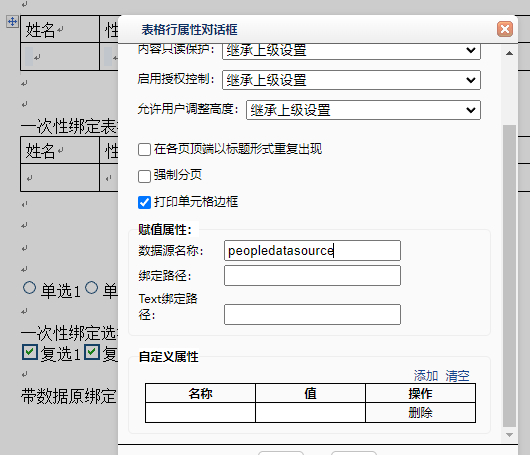 表格行属性对话框
姓名 性
内容只读保护: 继承上级设置
启用授权控制: 继承上级设置
允许用户调整高度: 继承上级设置
一次性绑定表
姓名 性
在各页顶端以标题形式重复出现
强制分页
打印单元格边框
赋值属性:
数据源名称: peopledatasource
绑定路径:
Text绑定路
径:
单选1 单
一次性绑定选
复选1 复
自定义属性
添加 清空
名称 值 操作
删除
带数据原绑定